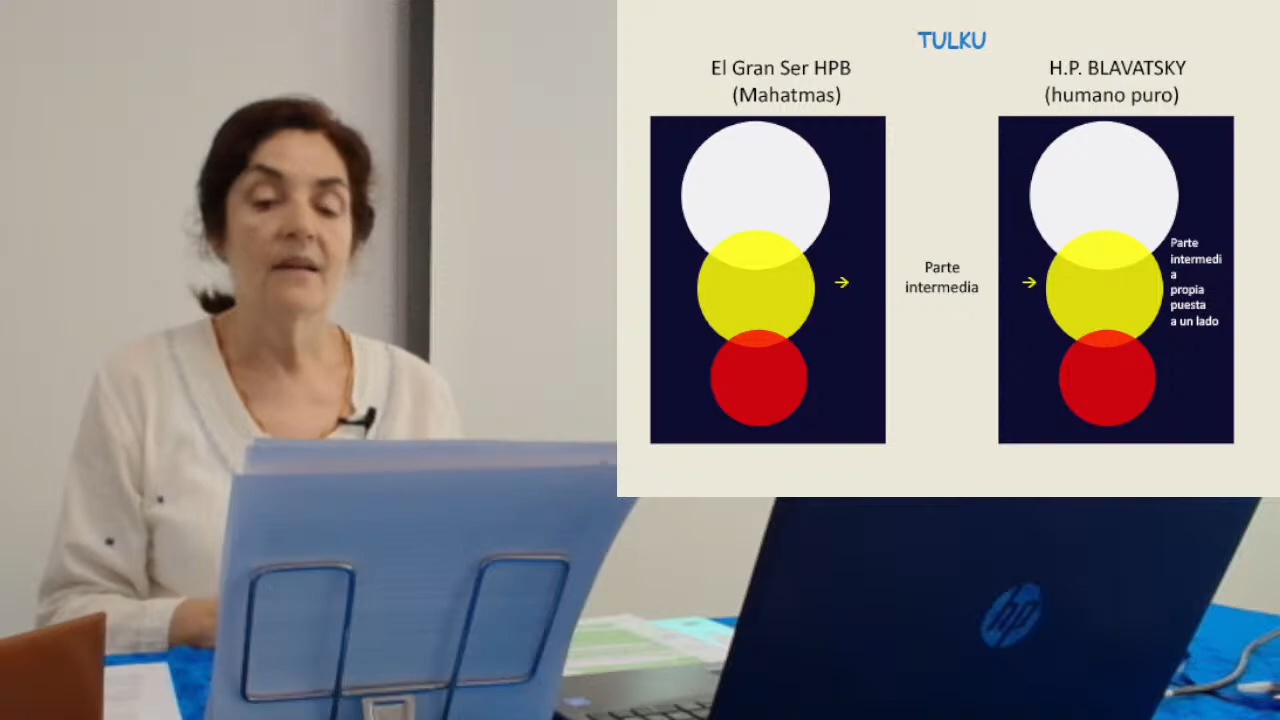 TULKU
El Gran Ser HPB
(Mahatmas)
H.P. BLAVATSKY
(humano puro)
Parte
intermedia
Parte
intermedi
a
propia
puesta
a un lado
hp